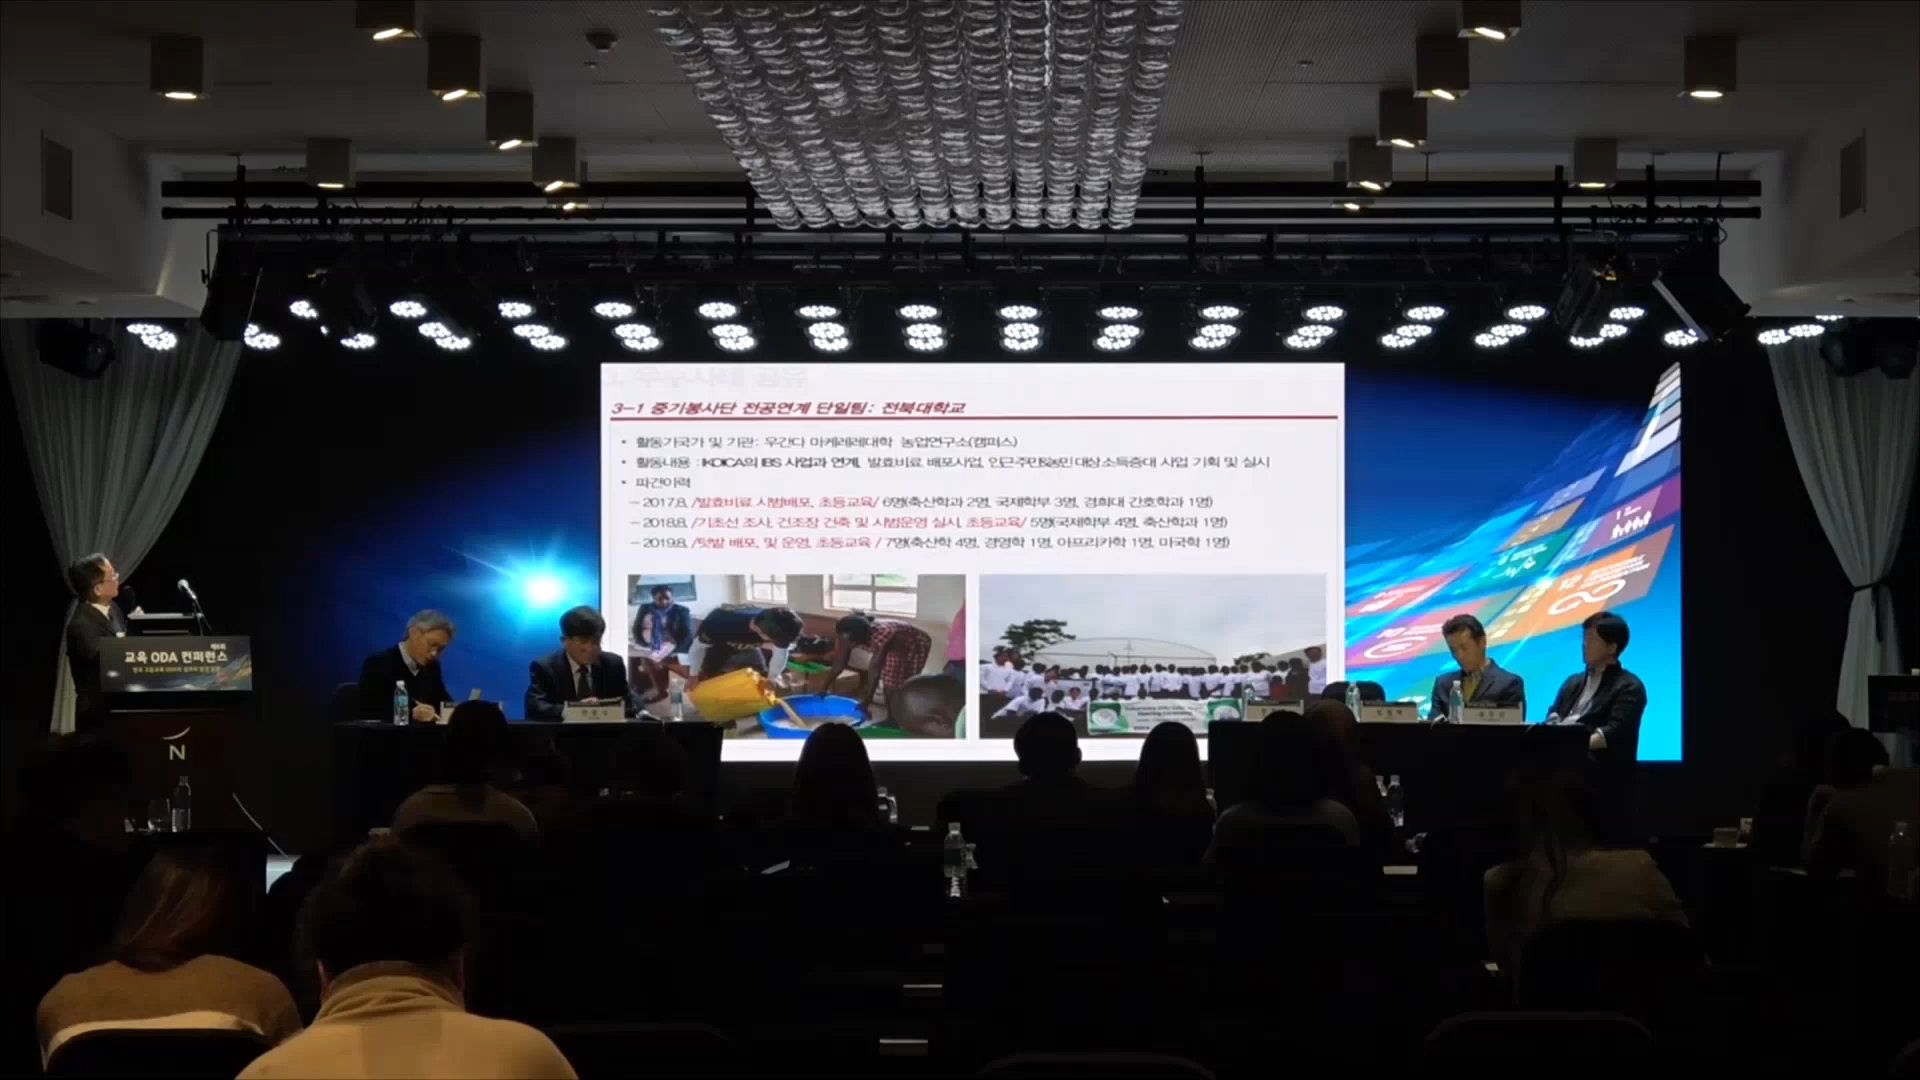 3-1 중기봉사단 전공연계 단일팀: 전북대학교
• 활동기국가 및 기관: 우간다 마케레레대학 농업연구소(캠퍼스)
• 활동내용 : KOICA의 IBS 사업과 연계, 발효비료 배포사업, 인근주민&농민대상소득증대 사업 기획 및 실시
• 파견이력
– 2017.8. /발효비료 시범배포, 초등교육/ 6명(축산학과 2명, 국제학부 3명, 경희대 간호학과 1명)
– 2018.8. /기초선 조사, 건조장 건축 및 시범운영 실시, 초등교육/ 5명(국제학부 4명, 축산학과 1명)
– 2019.8. /텃밭 배포, 및 운영, 초등교육 / 7명(축산학 4명, 경영학 1명, 아프리카학 1명, 미국학 1명)
교육 ODA 컨퍼런스
N
1
12
10